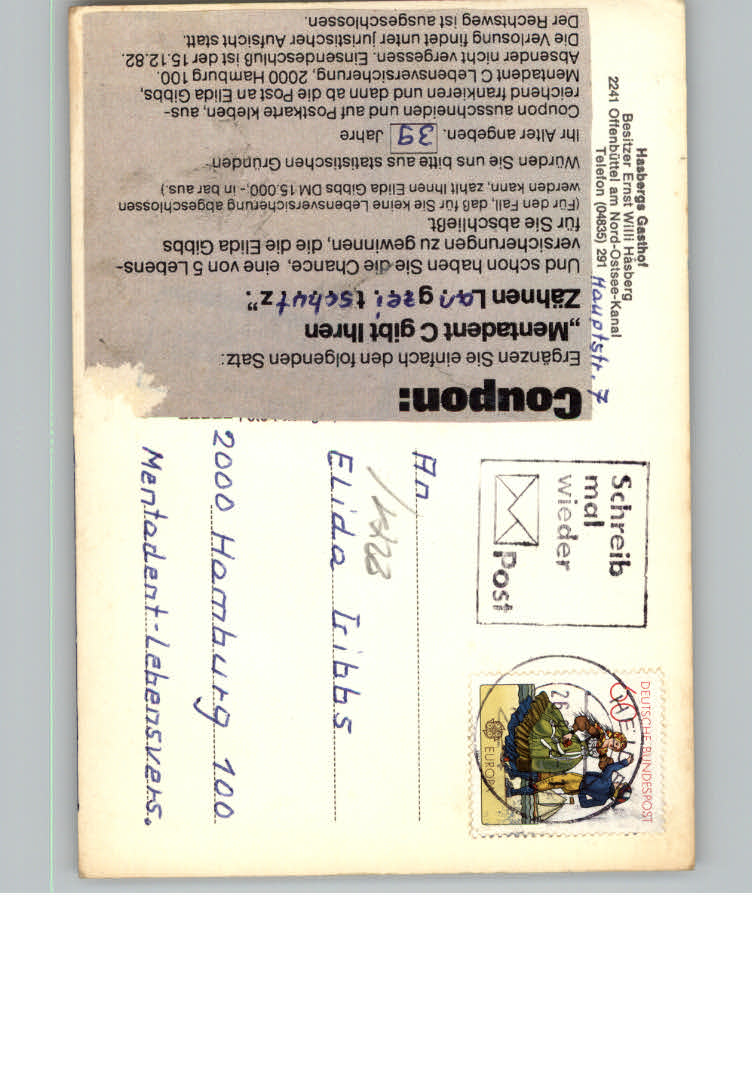 Hasbergs Gasthof
Besitzer Ernst Willi Hasberg
2241 Offenbüttel am Nord-Ostsee-Kanal
Telefon (04835) 291
Hauptstr. 7
Coupon:
Ergänzen Sie einfach den folgenden Satz:
„Mentadent C gibt Ihren
Zähnen Langzeitschutz".
Und schon haben Sie die Chance, eine von 5 Lebens-
versicherungen zu gewinnen, die die Elida Gibbs
für Sie abschließt.
(Für den Fall, daß für Sie keine Lebensversicherung abgeschlossen
werden kann, zahlt Ihnen Elida Gibbs DM 15.000,- in bar aus.)
Würden Sie uns bitte aus statistischen Gründen
Ihr Alter angeben. 39 Jahre
Coupon ausschneiden und auf Postkarte kleben, aus-
reichend frankieren und dann ab die Post an Elida Gibbs,
Mentadent C Lebensversicherung, 2000 Hamburg 100.
Absender nicht vergessen. Einsendeschluß ist der 15.12.82.
Die Verlosung findet unter juristischer Aufsicht statt.
Der Rechtsweg ist ausgeschlossen.
Schreib
mal
wieder
Post
DEUTSCHE BUNDESPOST
60
EUROPA
26
An
Elida Gibbs
2000 Hamburg 100
Mentadent-Lebensvers.